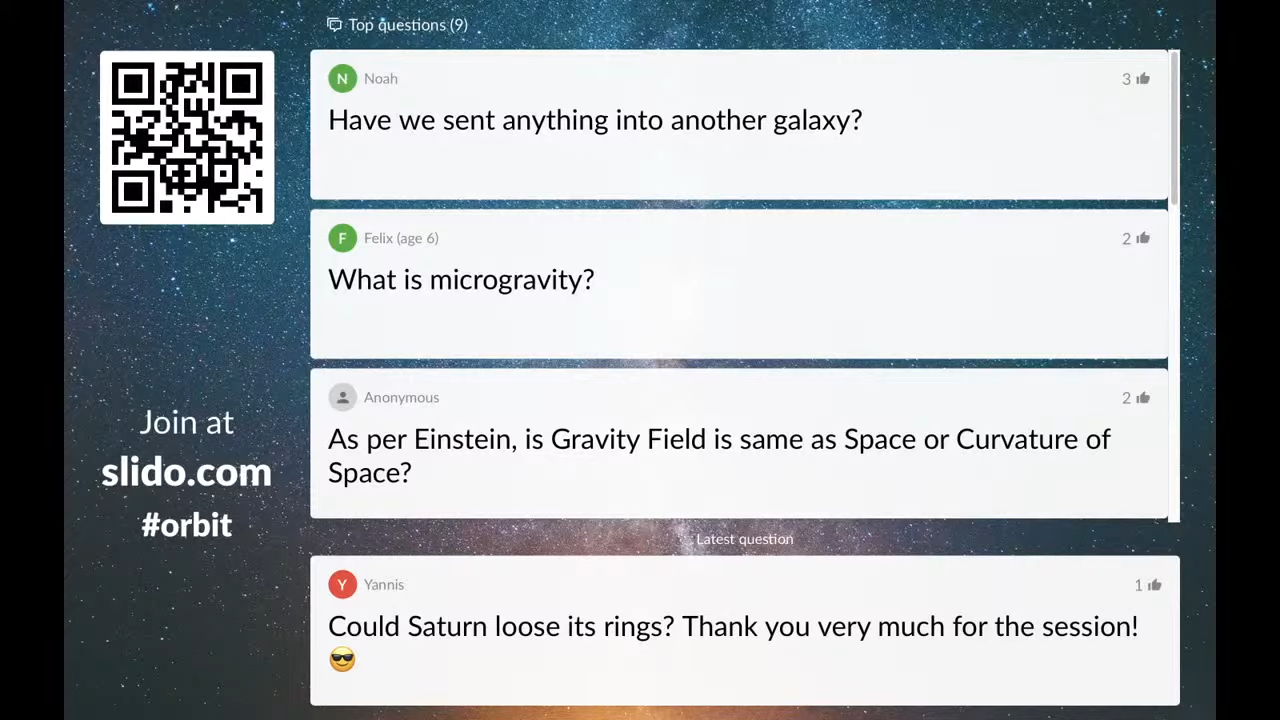 Top questions (9)
N Noah 3
Have we sent anything into another galaxy?
F Felix (age 6) 2
What is microgravity?
Anonymous 2
As per Einstein, is Gravity Field is same as Space or Curvature of
Space?
Join at
slido.com
#orbit
Latest question
Y Yannis 1
Could Saturn loose its rings? Thank you very much for the session!
😎